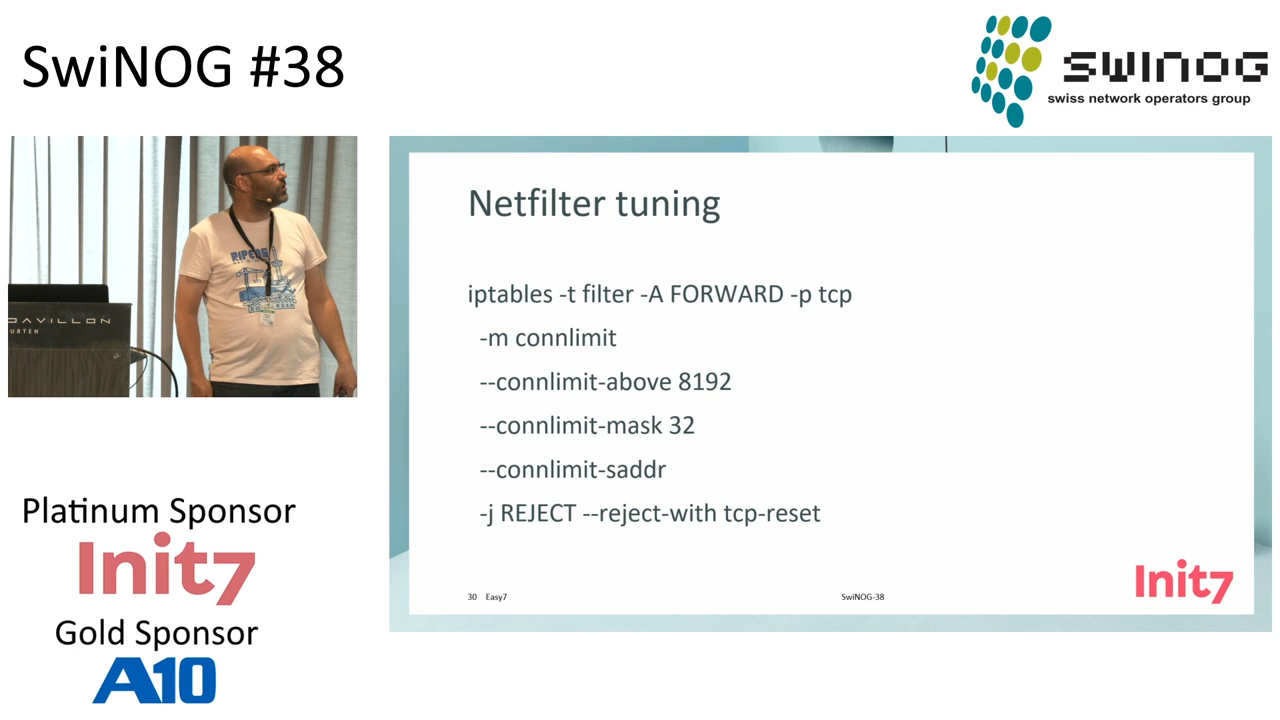 SwiNOG #38
SWINOG
swiss network operators group
RIPE86
PAVILLON
Netfilter tuning
iptables -t filter -A FORWARD -p tcp
-m connlimit
--connlimit-above 8192
--connlimit-mask 32
--connlimit-saddr
-j REJECT --reject-with tcp-reset
30 Easy7
SwiNOG-38
Init7
Platinum Sponsor
Init7
Gold Sponsor
A10